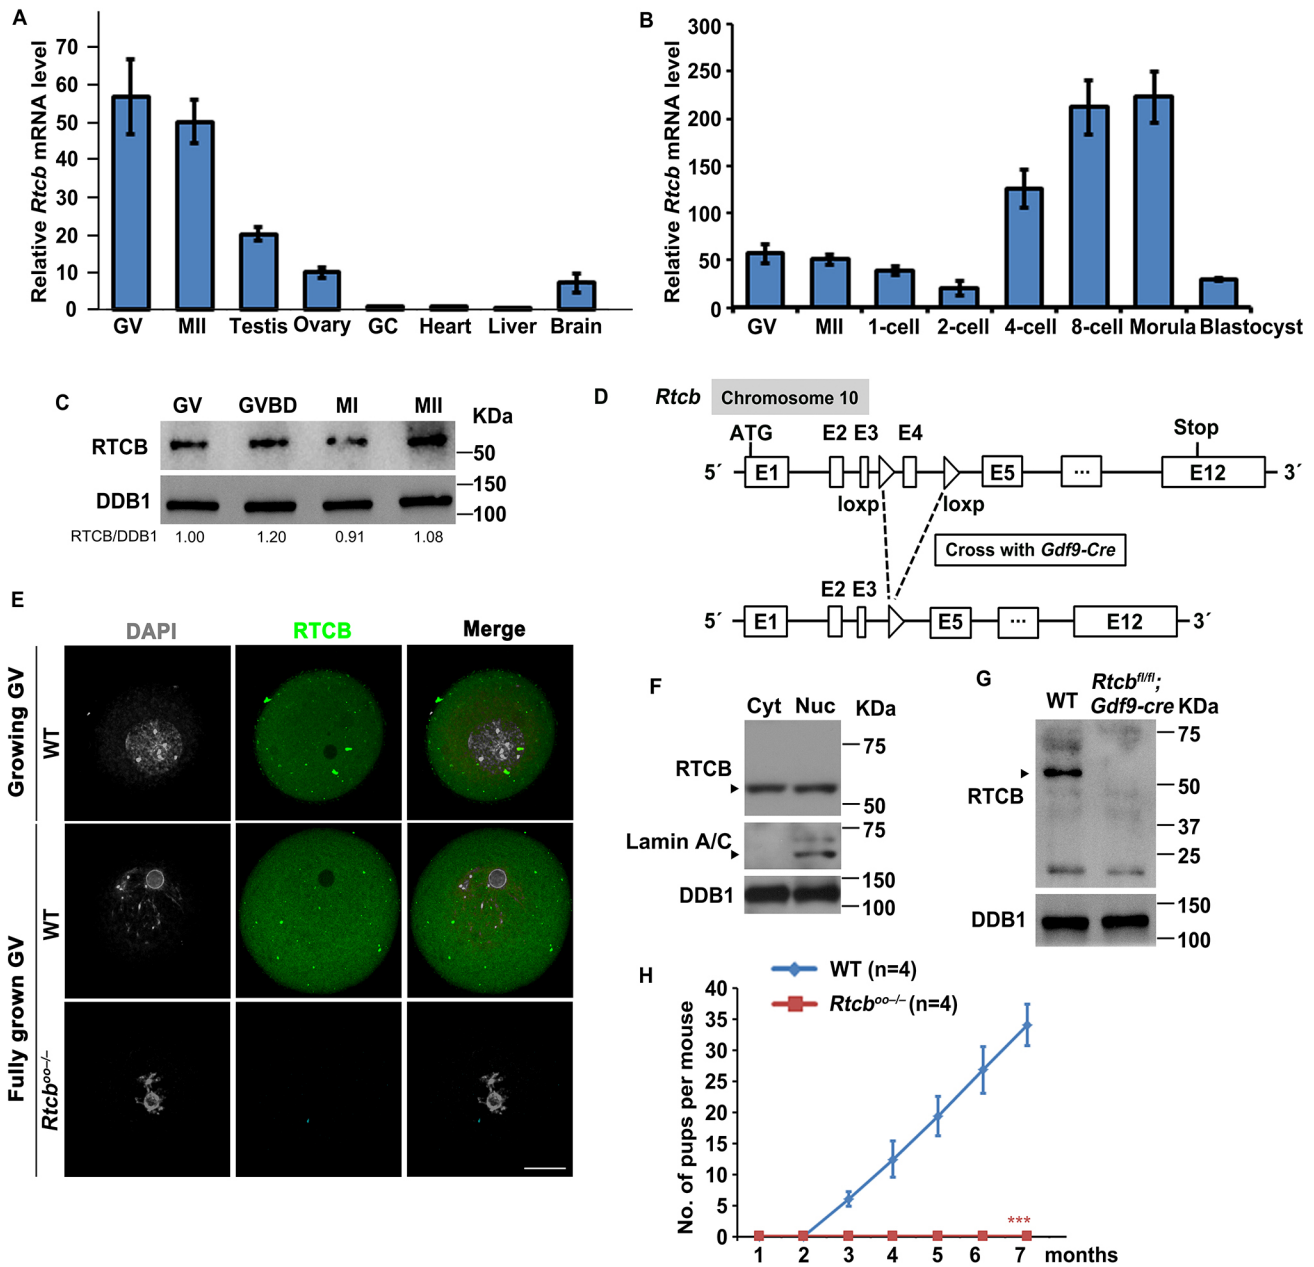 A
Relative Rtcb mRNA level
70
60
50
40
30
20
10
0
GV MII Testis Ovary GC Heart Liver Brain
B
Relative Rtcb mRNA level
300
250
200
150
100
50
0
GV MII 1-cell 2-cell 4-cell 8-cell Morula Blastocyst
C
GV GVBD MI MII KDa
RTCB
50
DDB1
150
100
RTCB/DDB1 1.00 1.20 0.91 1.08
D
Rtcb Chromosome 10
ATG E2 E3 E4 Stop
5´ E1 E5 ... E12 3´
loxp loxp
Cross with Gdf9-Cre
E2 E3
5´ E1 E5 ... E12 3´
E
DAPI RTCB Merge
Growing GV
WT
Fully grown GV
WT
Rtcb^oo−/−
F
Cyt Nuc KDa
RTCB
75
50
Lamin A/C
75
DDB1
150
100
G
WT Rtcb^fl/fl; Gdf9-cre KDa
RTCB
75
50
37
25
DDB1
150
100
H
WT (n=4)
Rtcb^oo−/− (n=4)
No. of pups per mouse
40
35
30
25
20
15
10
5
0
***
1 2 3 4 5 6 7 months